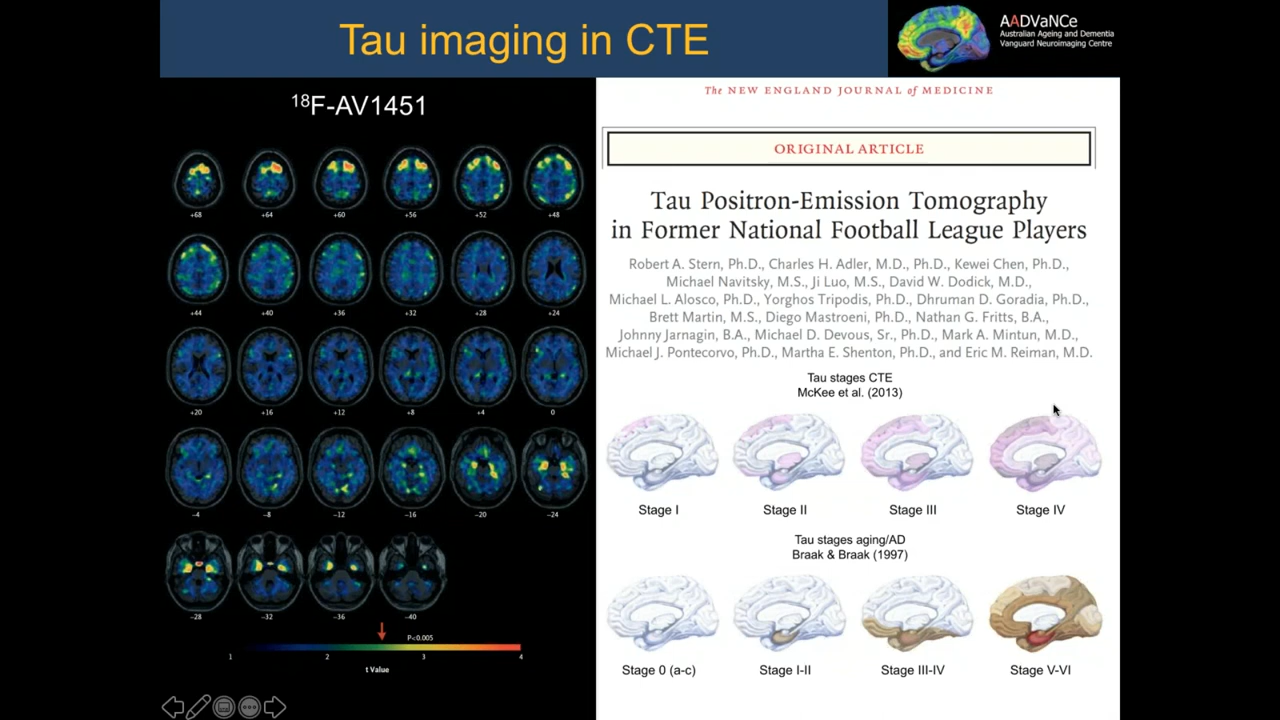 Tau imaging in CTE
AADVaNCe
Australian Ageing and Dementia
Vanguard Neuroimaging Centre
18F-AV1451
+68 +64 +60 +56 +52 +48
+44 +40 +36 +32 +28 +24
+20 +16 +12 +8 +4 0
−4 −8 −12 −16 −20 −24
−28 −32 −36 −40
P<0.005
1 2 3 4
t Value
The NEW ENGLAND JOURNAL of MEDICINE
ORIGINAL ARTICLE
Tau Positron-Emission Tomography
in Former National Football League Players
Robert A. Stern, Ph.D., Charles H. Adler, M.D., Ph.D., Kewei Chen, Ph.D.,
Michael Navitsky, M.S., Ji Luo, M.S., David W. Dodick, M.D.,
Michael L. Alosco, Ph.D., Yorghos Tripodis, Ph.D., Dhruman D. Goradia, Ph.D.,
Brett Martin, M.S., Diego Mastroeni, Ph.D., Nathan G. Fritts, B.A.,
Johnny Jarnagin, B.A., Michael D. Devous, Sr., Ph.D., Mark A. Mintun, M.D.,
Michael J. Pontecorvo, Ph.D., Martha E. Shenton, Ph.D., and Eric M. Reiman, M.D.
Tau stages CTE
McKee et al. (2013)
Stage I Stage II Stage III Stage IV
Tau stages aging/AD
Braak & Braak (1997)
Stage 0 (a-c) Stage I-II Stage III-IV Stage V-VI